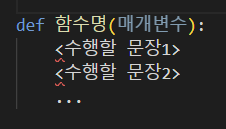 def 함수명(매개변수):
    <수행할 문장1>
    <수행할 문장2>
    ...